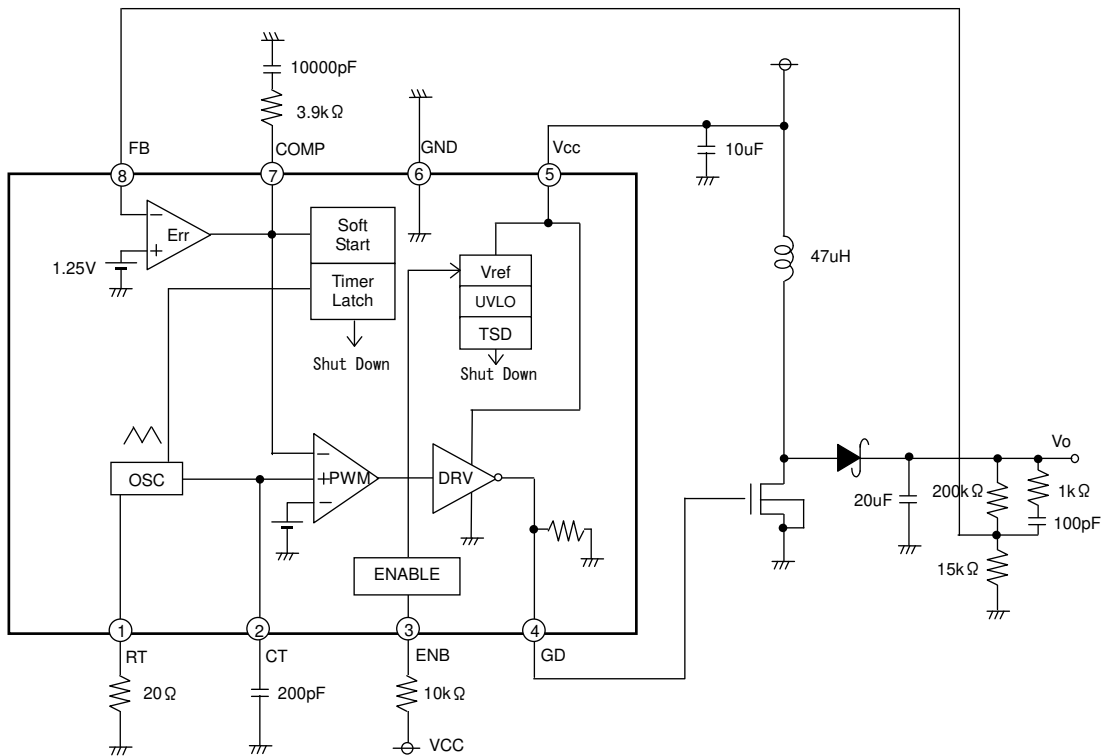 10000pF
3.9kΩ
FB
COMP
GND
Vcc
10uF
8
7
6
5
Err
Soft
Start
1.25V
Vref
47uH
Timer
Latch
UVLO
TSD
Shut Down
Shut Down
Vo
OSC
PWM
DRV
20uF
200kΩ
1kΩ
100pF
15kΩ
ENABLE
1
2
3
4
RT
CT
ENB
GD
20Ω
200pF
10kΩ
VCC